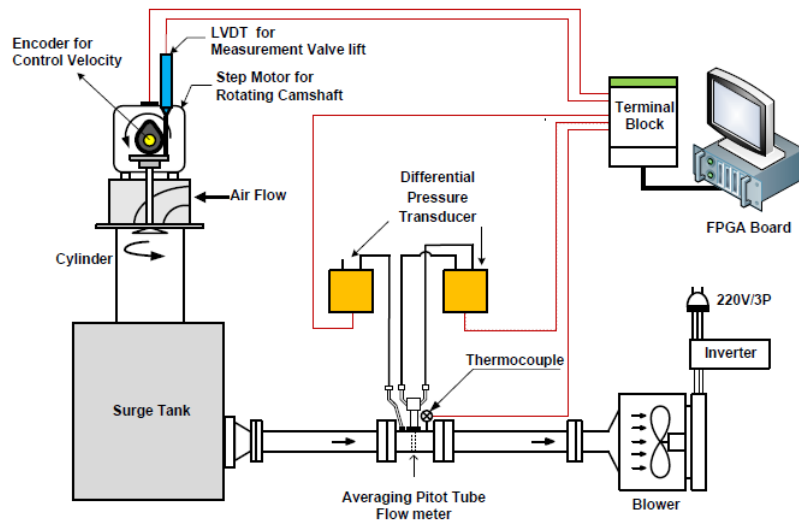 LVDT for
Measurement Valve lift
Encoder for
Control Velocity
Step Motor for
Rotating Camshaft
Terminal
Block
Air Flow
FPGA Board
Differential
Pressure
Transducer
Cylinder
220V/3P
Inverter
Thermocouple
Surge Tank
Averaging Pitot Tube
Flow meter
Blower